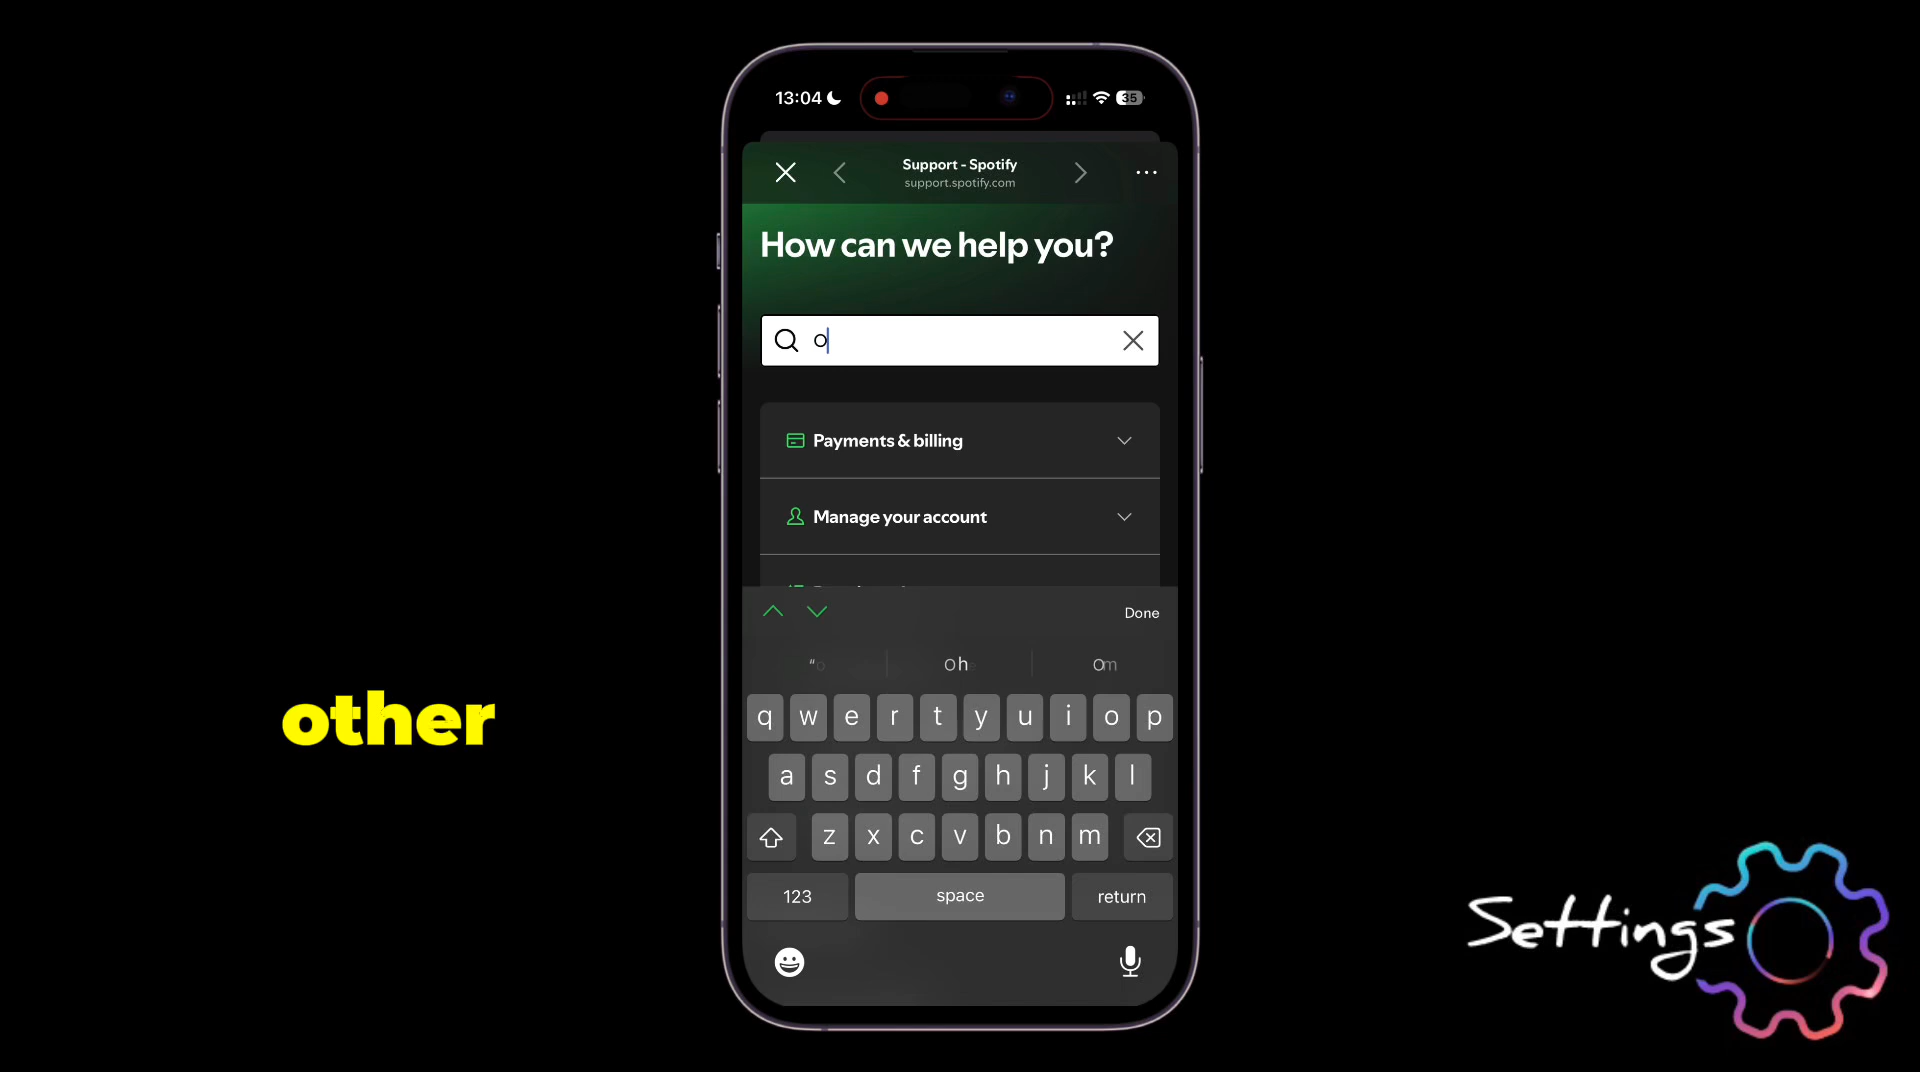 13:04
35
Support - Spotify
support.spotify.com
How can we help you?
o
Payments & billing
Manage your account
Done
“o Oh Om
q w e r t y u i o p
other
a s d f g h j k l
z x c v b n m
123 space return
Settings